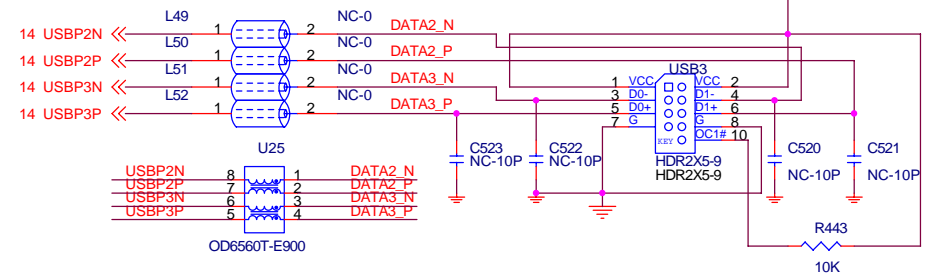 L49 NC-0 DATA2_N
14 USBP2N 1 2
L50 NC-0 DATA2_P
14 USBP2P 1 2
L51 NC-0 DATA3_N USB3
14 USBP3N 1 2 1 VCC VCC 2
L52 NC-0 DATA3_P 3 D0- D1- 4
14 USBP3P 1 2 5 D0+ D1+ 6
7 G G 8
KEY OC1# 10
U25 C523 C522 C520 C521
NC-10P NC-10P HDR2X5-9 NC-10P NC-10P
HDR2X5-9
USBP2N 8 1 DATA2_N
USBP2P 7 2 DATA2_P
USBP3N 6 3 DATA3_N
USBP3P 5 4 DATA3_P
OD6560T-E900
R443
10K